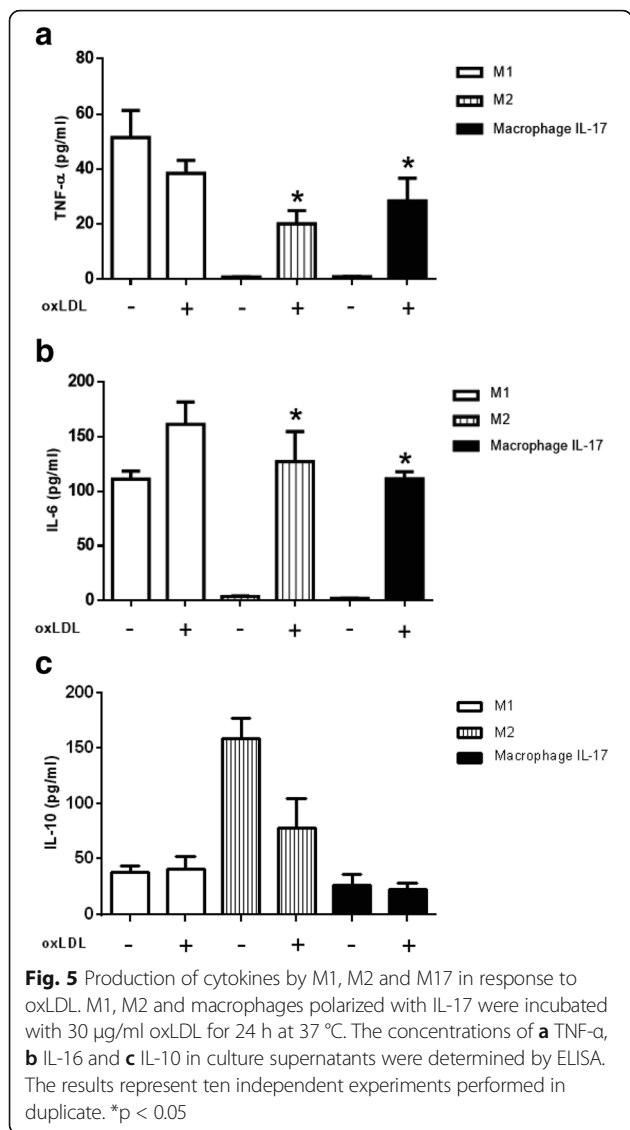 a
M1
M2
Macrophage IL-17
TNF-α (pg/ml)
80
60
40
20
0
*
*
oxLDL
-
+
-
+
-
+
b
M1
M2
Macrophage IL-17
IL-6 (pg/ml)
200
150
100
50
0
*
*
oxLDL
-
+
-
+
-
+
c
M1
M2
Macrophage IL-17
IL-10 (pg/ml)
200
150
100
50
0
oxLDL
-
+
-
+
-
+
Fig. 5 Production of cytokines by M1, M2 and M17 in response to
oxLDL. M1, M2 and macrophages polarized with IL-17 were incubated
with 30 μg/ml oxLDL for 24 h at 37 °C. The concentrations of a TNF-α,
b IL-16 and c IL-10 in culture supernatants were determined by ELISA.
The results represent ten independent experiments performed in
duplicate. *p < 0.05